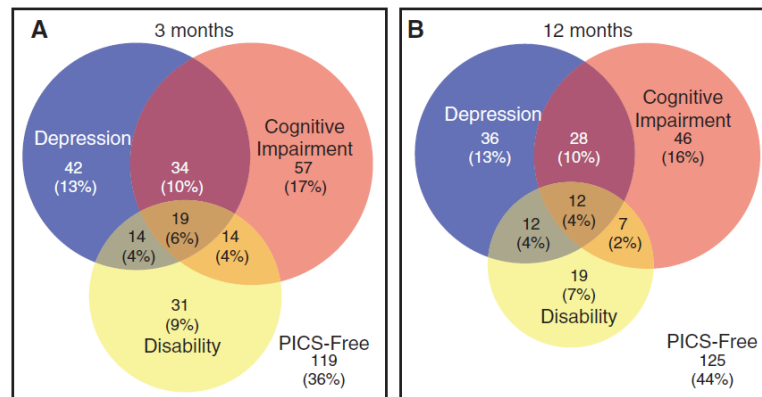 A
3 months
Depression
42
(13%)
34
(10%)
Cognitive
Impairment
57
(17%)
19
(6%)
14
(4%)
14
(4%)
31
(9%)
Disability
PICS-Free
119
(36%)
B
12 months
Depression
36
(13%)
28
(10%)
Cognitive
Impairment
46
(16%)
12
(4%)
12
(4%)
7
(2%)
19
(7%)
Disability
PICS-Free
125
(44%)